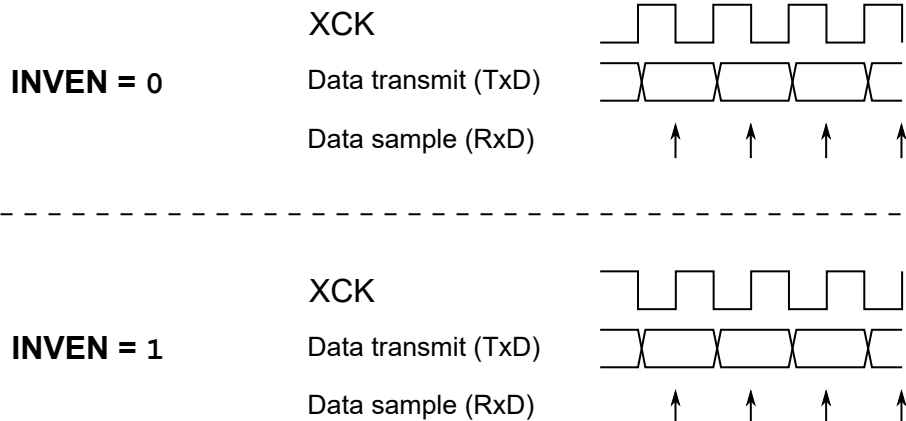 XCK
INVEN = 0
Data transmit (TxD)
Data sample (RxD)
XCK
INVEN = 1
Data transmit (TxD)
Data sample (RxD)